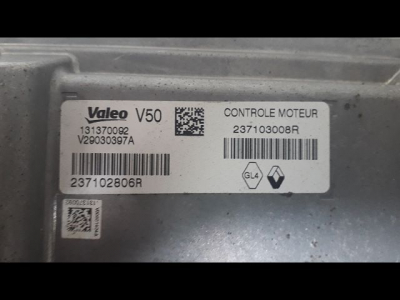 Valeo V50
131370092
V29030397A
237102806R
CONTROLE MOTEUR
237103008R
GL4